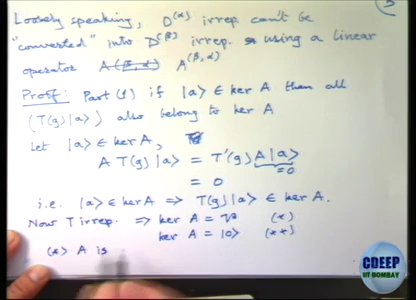 Loosely speaking, D^(α) irrep can't be
"converted" into D^(β) irrep. using a linear
operator A^(β,α)
Proof: Part (1) if |a⟩ ∈ ker A then all
(T(g)|a⟩) also belong to ker A
Let |a⟩ ∈ ker A,
A T(g)|a⟩ = T'(g) A|a⟩
=0
= 0
i.e. |a⟩ ∈ ker A ⟹ T(g)|a⟩ ∈ ker A.
Now T irrep. ⟹ ker A = V (*)
ker A = |0⟩ (**)
(*) A is
CDEEP
IIT BOMBAY